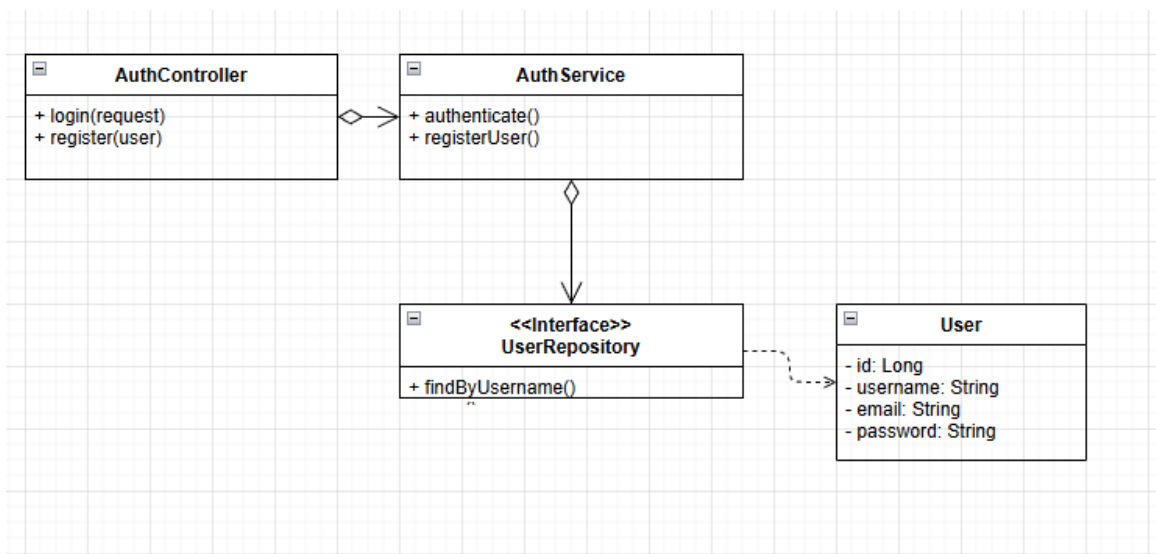 AuthController
+ login(request)
+ register(user)
AuthService
+ authenticate()
+ registerUser()
<<Interface>>
UserRepository
+ findByUsername()
User
- id: Long
- username: String
- email: String
- password: String